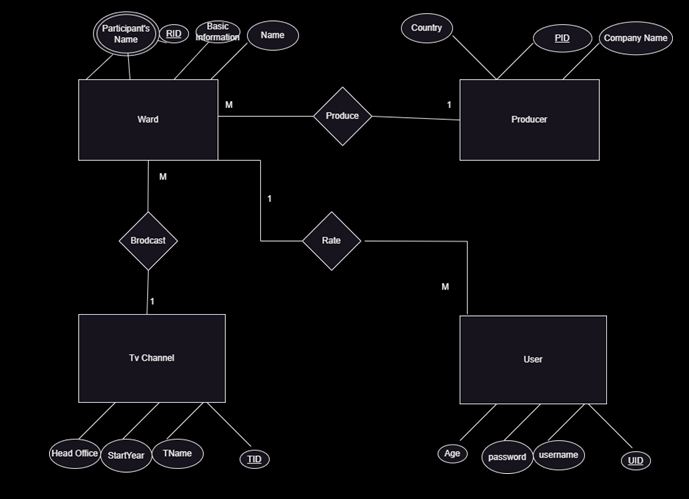 Participant's
Name
RID
Basic
Information
Name
Country
PID
Company Name
Ward
M
Produce
1
Producer
M
1
Brodcast
Rate
M
1
Tv Channel
User
Head Office
StartYear
TName
TID
Age
password
username
UID